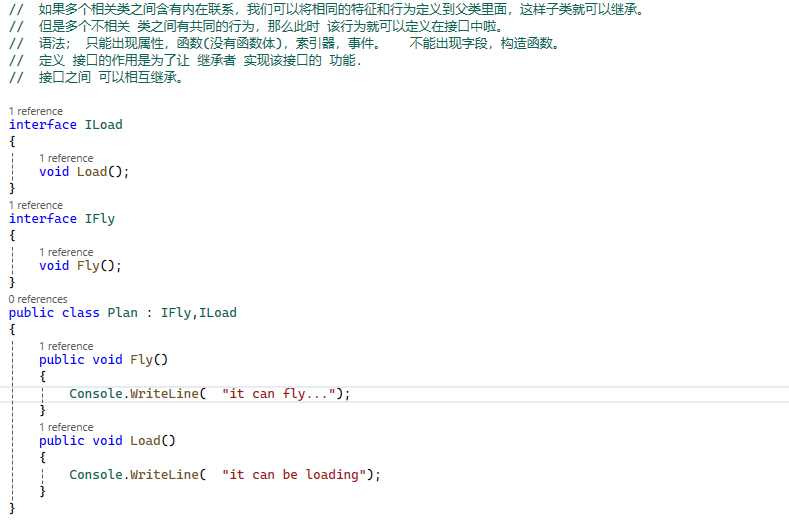 // 如果多个相关类之间含有内在联系，我们可以将相同的特征和行为定义到父类里面，这样子类就可以继承。
// 但是多个不相关 类之间有共同的行为，那么此时 该行为就可以定义在接口中啦。
// 语法； 只能出现属性，函数(没有函数体)，索引器，事件。 不能出现字段，构造函数。
// 定义 接口的作用是为了让 继承者 实现该接口的 功能.
// 接口之间 可以相互继承。
1 reference
interface ILoad
{
1 reference
void Load();
}
1 reference
interface IFly
{
1 reference
void Fly();
}
0 references
public class Plan : IFly,ILoad
{
1 reference
public void Fly()
{
Console.WriteLine( "it can fly...");
}
1 reference
public void Load()
{
Console.WriteLine( "it can be loading");
}
}